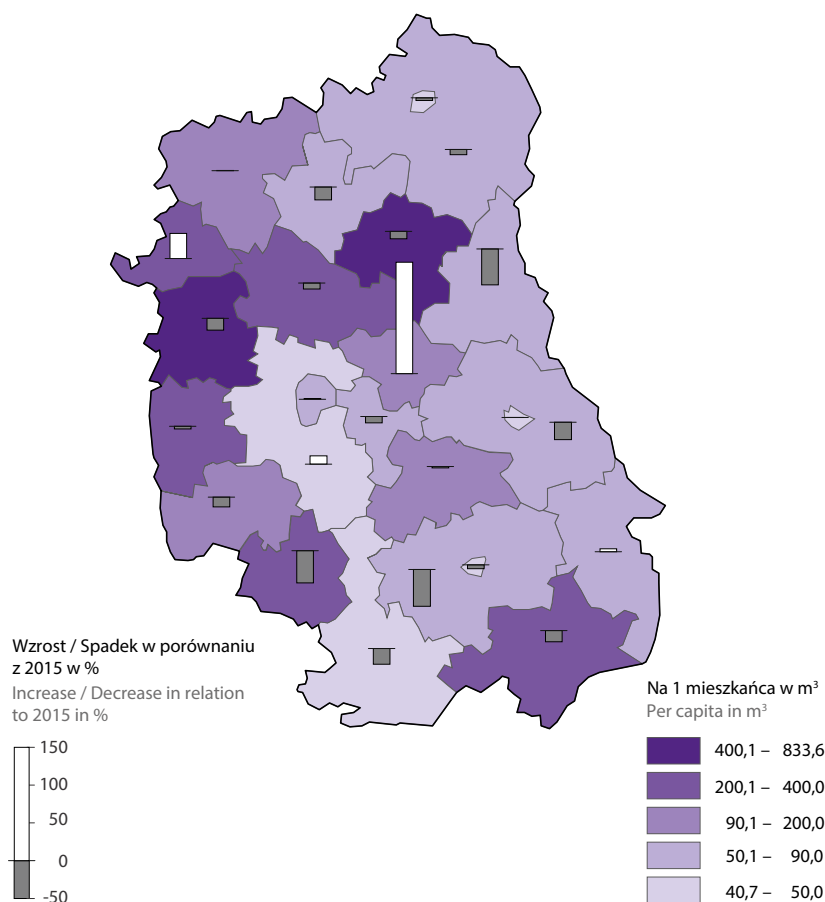 Wzrost / Spadek w porównaniu
z 2015 w %
Increase / Decrease in relation
to 2015 in %
150
100
50
0
-50
Na 1 mieszkańca w m³
Per capita in m³
400,1 – 833,6
200,1 – 400,0
90,1 – 200,0
50,1 – 90,0
40,7 – 50,0